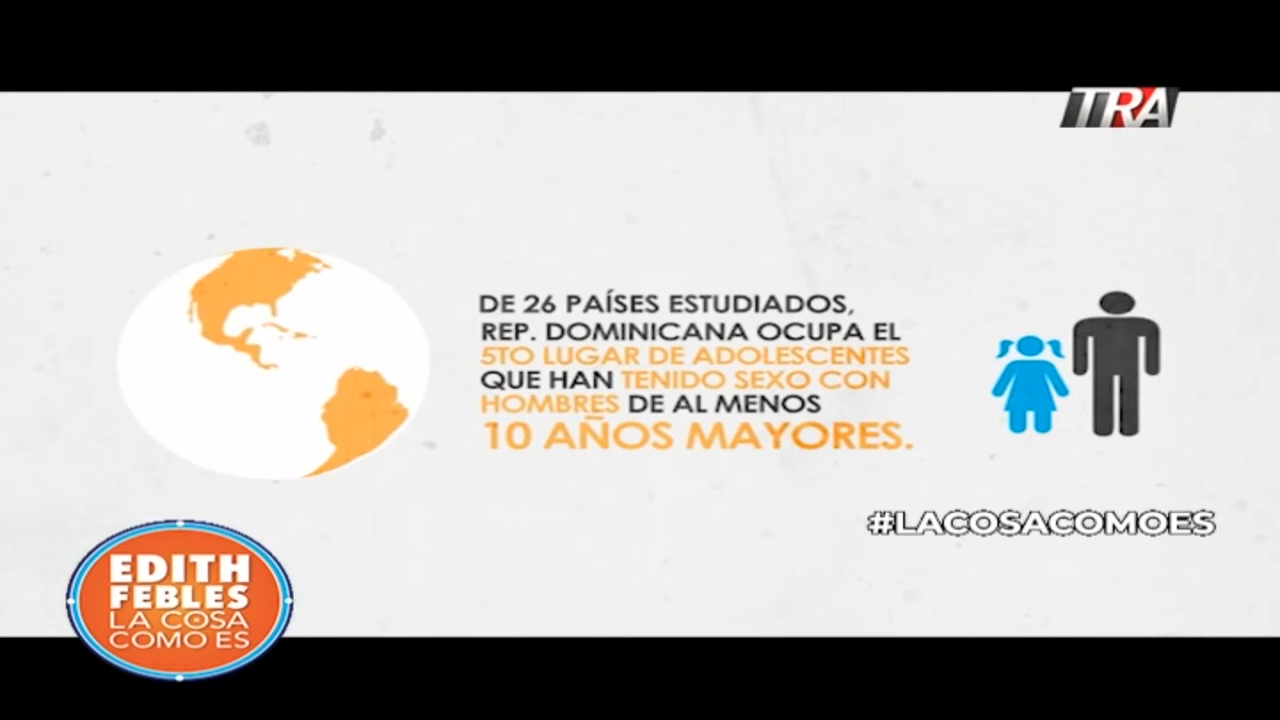 TRA
DE 26 PAÍSES ESTUDIADOS,
REP. DOMINICANA OCUPA EL
5TO LUGAR DE ADOLESCENTES
QUE HAN TENIDO SEXO CON
HOMBRES DE AL MENOS
10 AÑOS MAYORES.
#LACOSACOMOES
EDITH
FEBLES
LA COSA
COMO ES